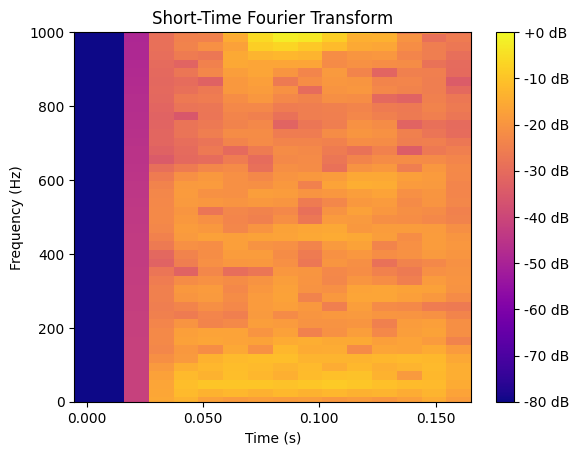 Short-Time Fourier Transform
1000
800
600
400
200
0
Frequency (Hz)
0.000
0.050
0.100
0.150
Time (s)
+0 dB
-10 dB
-20 dB
-30 dB
-40 dB
-50 dB
-60 dB
-70 dB
-80 dB